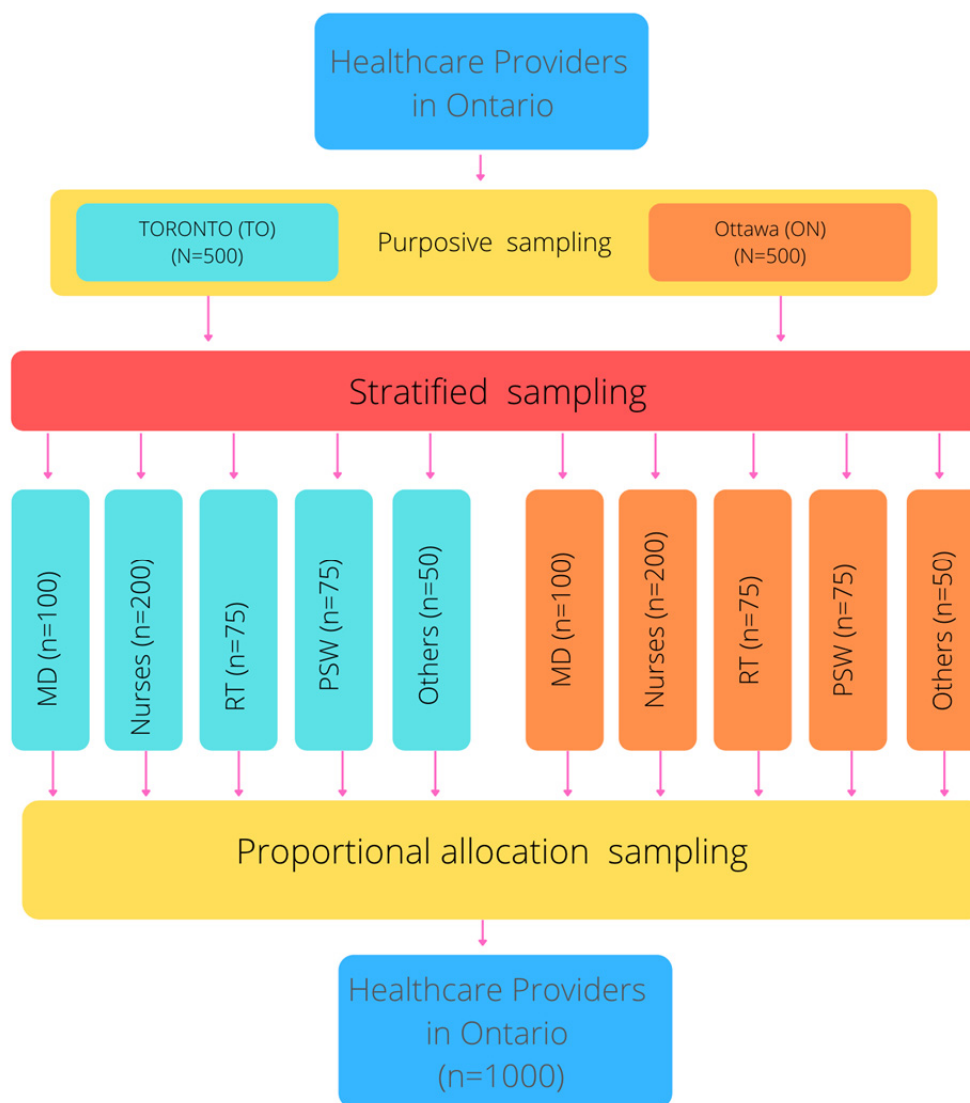 Healthcare Providers
in Ontario
TORONTO (TO)
(N=500)
Purposive sampling
Ottawa (ON)
(N=500)
Stratified sampling
MD (n=100)
Nurses (n=200)
RT (n=75)
PSW (n=75)
Others (n=50)
MD (n=100)
Nurses (n=200)
RT (n=75)
PSW (n=75)
Others (n=50)
Proportional allocation sampling
Healthcare Providers
in Ontario
(n=1000)